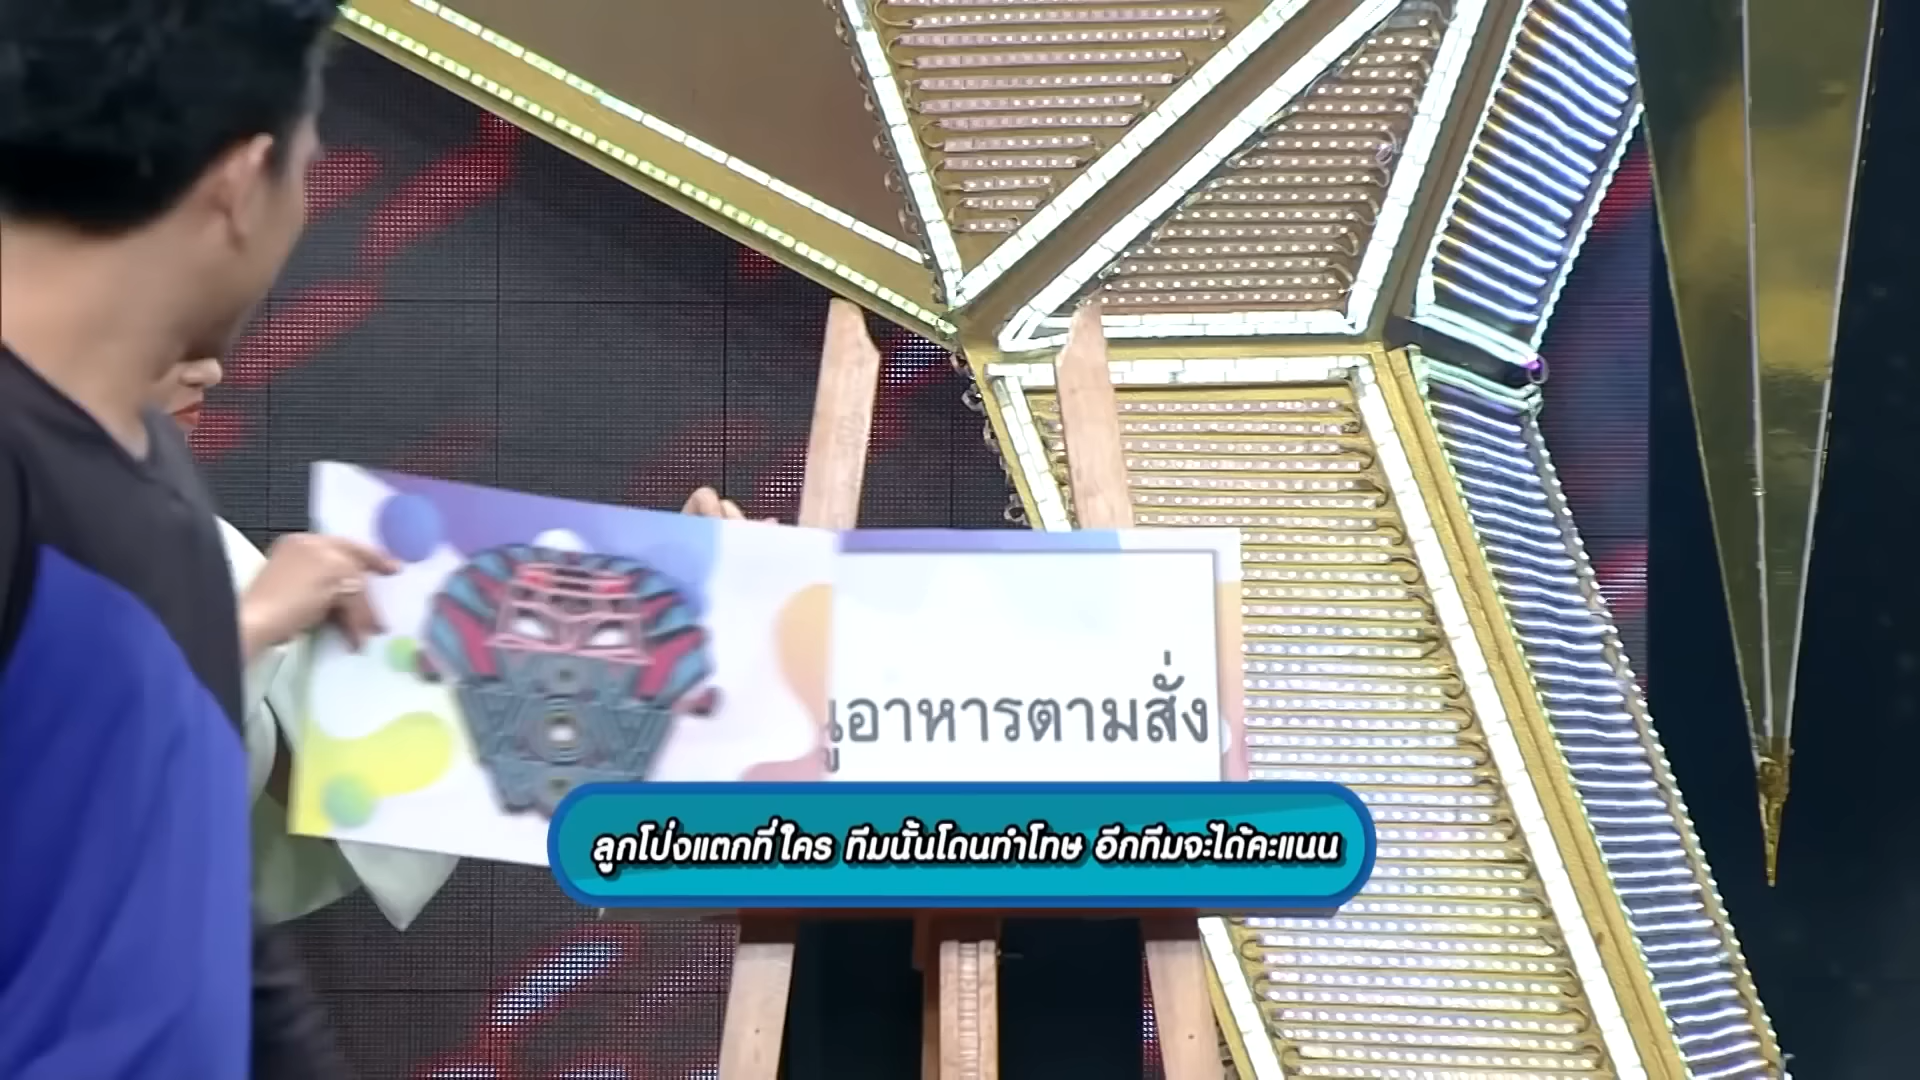 นูอาหารตามสั่ง
ลูกโป่งแตกที่ใคร ทีมนั้นโดนทำโทษ อีกทีมจะได้คะแนน